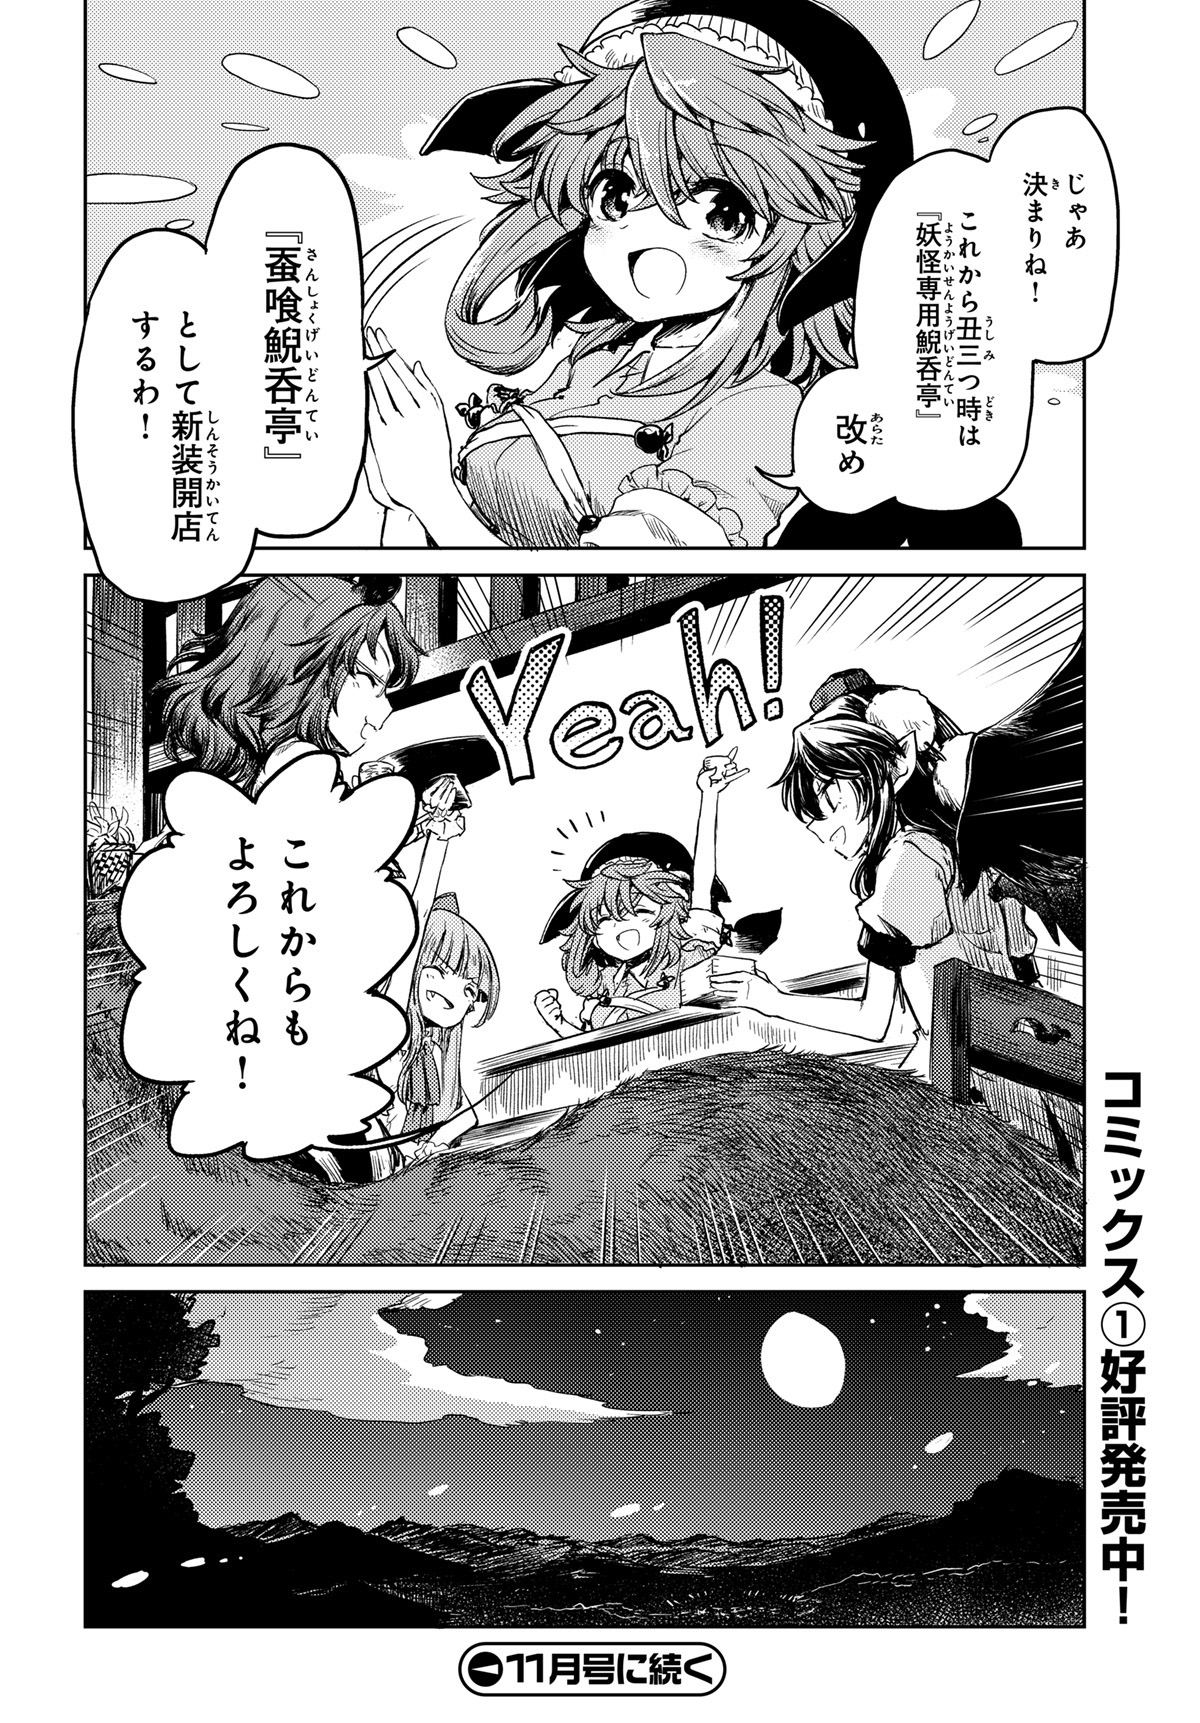 じゃあ
決まりね！
これから丑三つ時は
『妖怪専用鯢呑亭』
改め
『蚕喰鯢呑亭』
として新装開店
するわ！
Yeah!
これからも
よろしくね！
コミックス①好評発売中！
11月号に続く